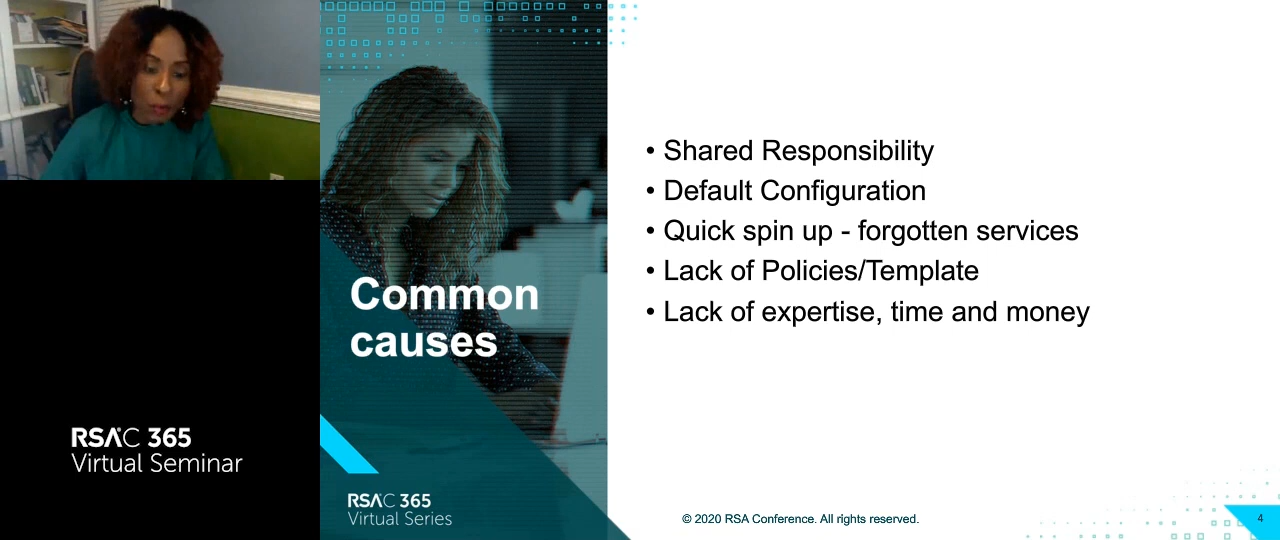 RSAC 365
Virtual Seminar
Common
causes
RSAC 365
Virtual Series
• Shared Responsibility
• Default Configuration
• Quick spin up - forgotten services
• Lack of Policies/Template
• Lack of expertise, time and money
© 2020 RSA Conference. All rights reserved.
4